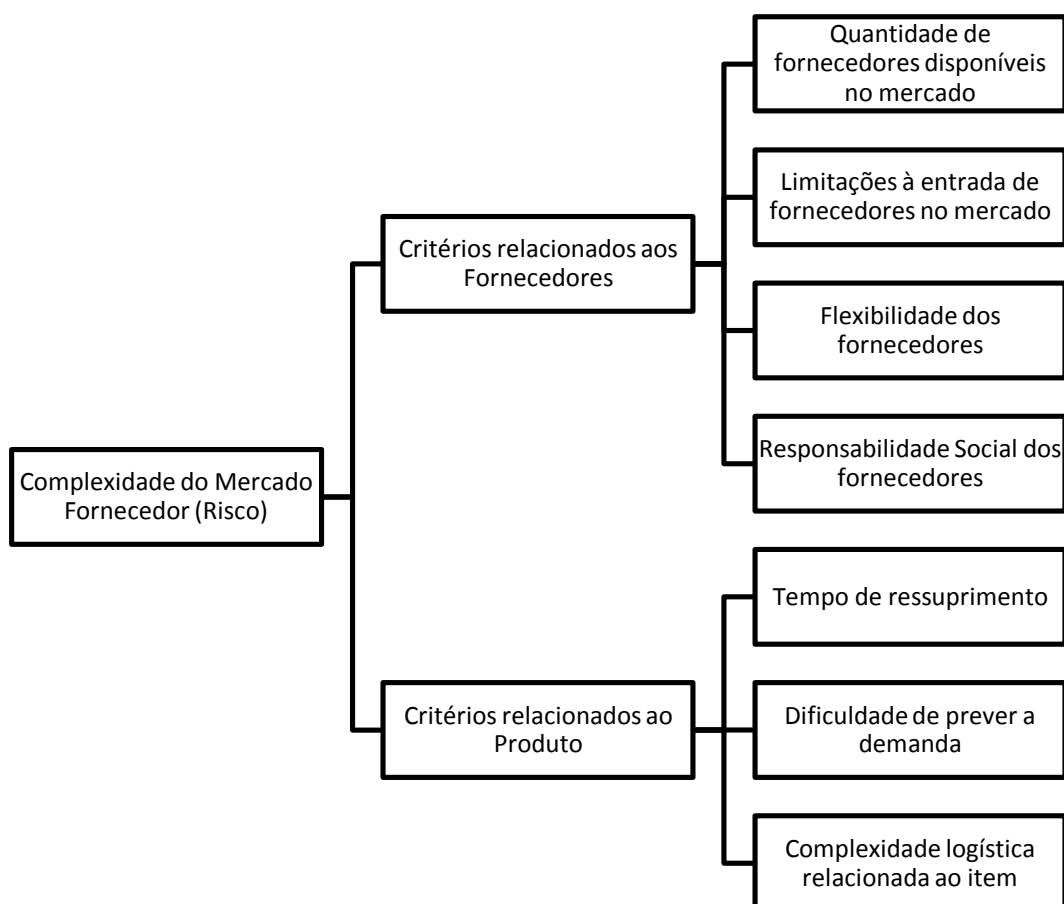 Quantidade de
fornecedores disponíveis
no mercado
Limitações à entrada de
fornecedores no mercado
Critérios relacionados aos
Fornecedores
Flexibilidade dos
fornecedores
Responsabilidade Social dos
fornecedores
Complexidade do Mercado
Fornecedor (Risco)
Tempo de ressuprimento
Critérios relacionados ao
Produto
Dificuldade de prever a
demanda
Complexidade logística
relacionada ao item